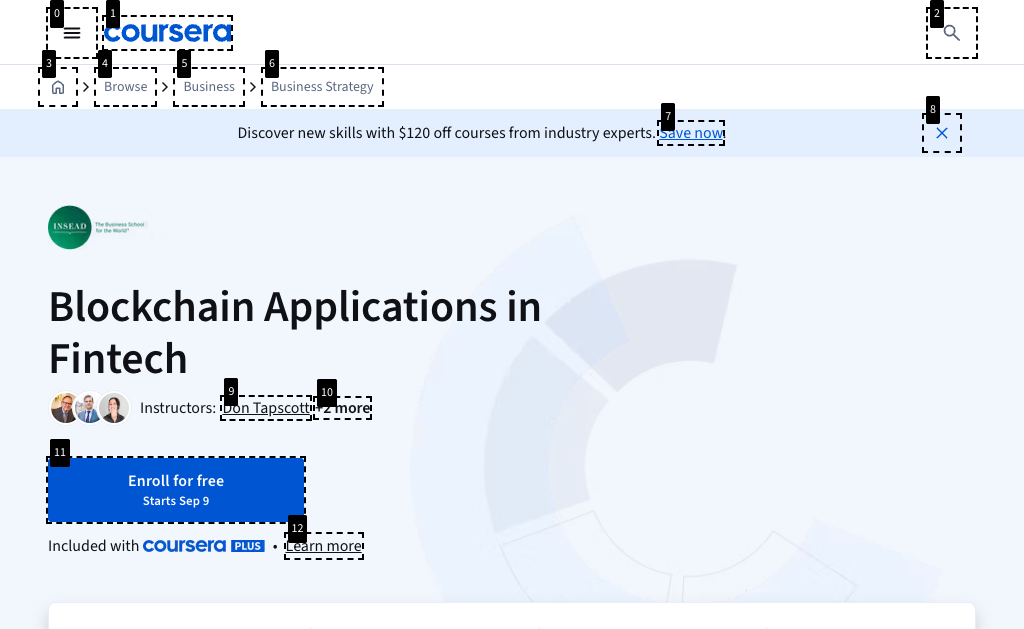 0
1
coursera
2
3
4
Browse
5
Business
6
Business Strategy
Discover new skills with $120 off courses from industry experts.
7
Save now
8
INSEAD
The Business School
for the World®
Blockchain Applications in
Fintech
Instructors:
9
Don Tapscott
10
+2 more
11
Enroll for free
Starts Sep 9
Included with coursera PLUS •
12
Learn more